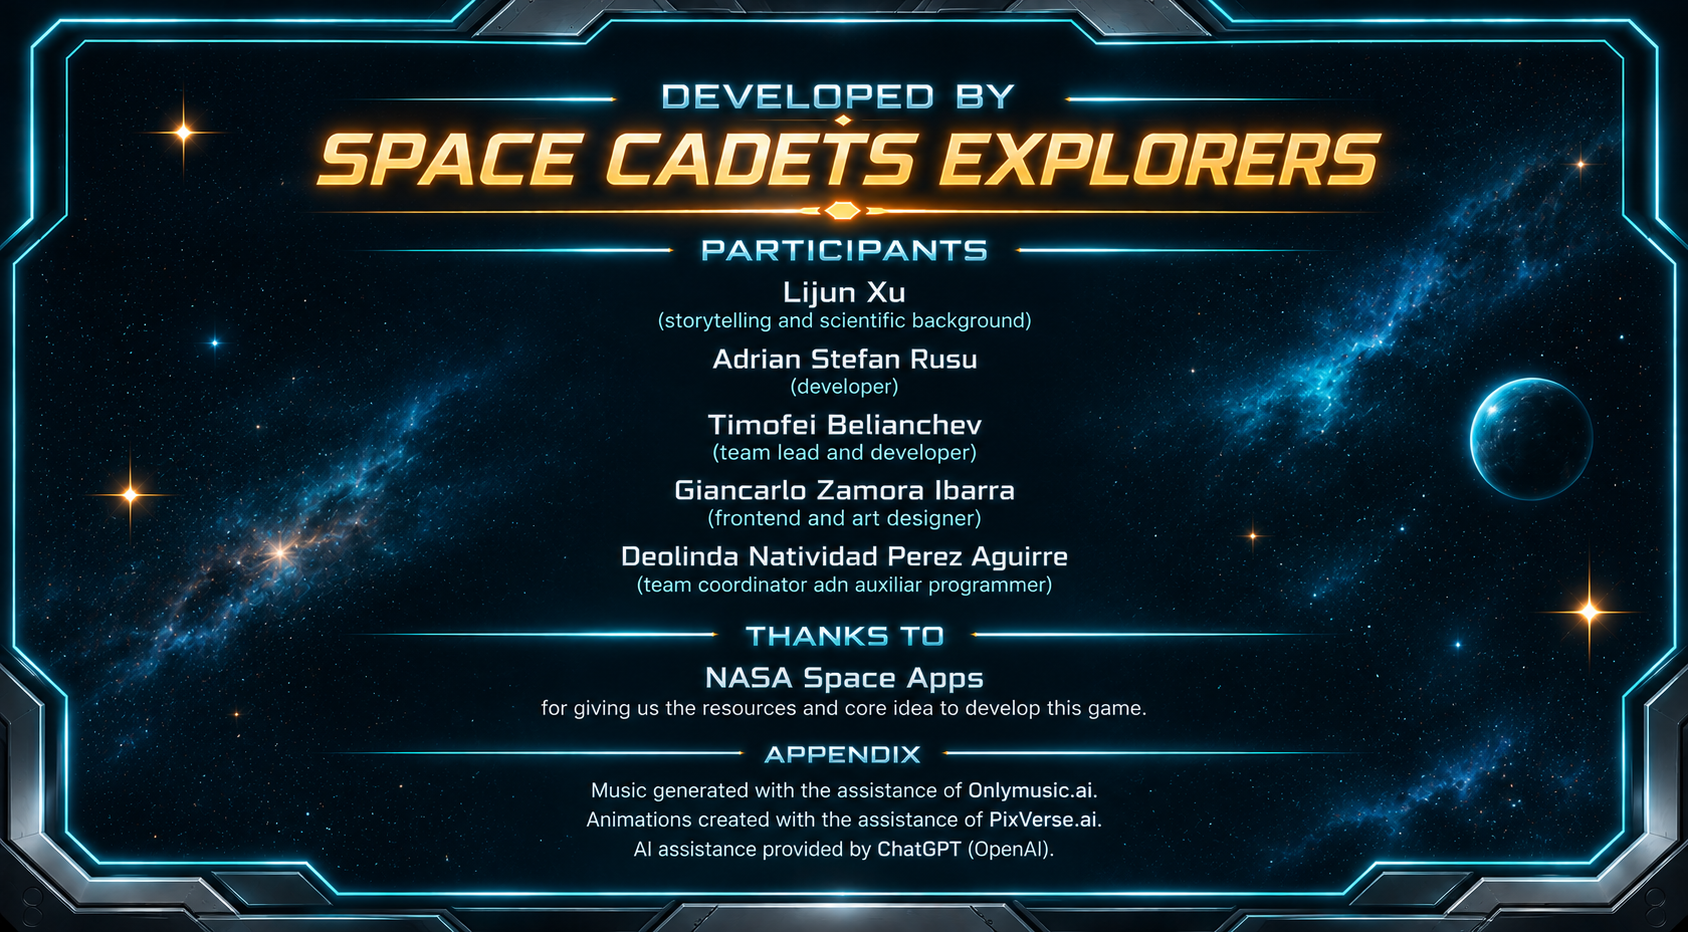 DEVELOPED BY
SPACE CADETS EXPLORERS
PARTICIPANTS
Lijun Xu
(storytelling and scientific background)
Adrian Stefan Rusu
(developer)
Timofei Belianchev
(team lead and developer)
Giancarlo Zamora Ibarra
(frontend and art designer)
Deolinda Natividad Perez Aguirre
(team coordinator adn auxiliar programmer)
THANKS TO
NASA Space Apps
for giving us the resources and core idea to develop this game.
APPENDIX
Music generated with the assistance of Onlymusic.ai.
Animations created with the assistance of PixVerse.ai.
AI assistance provided by ChatGPT (OpenAI).